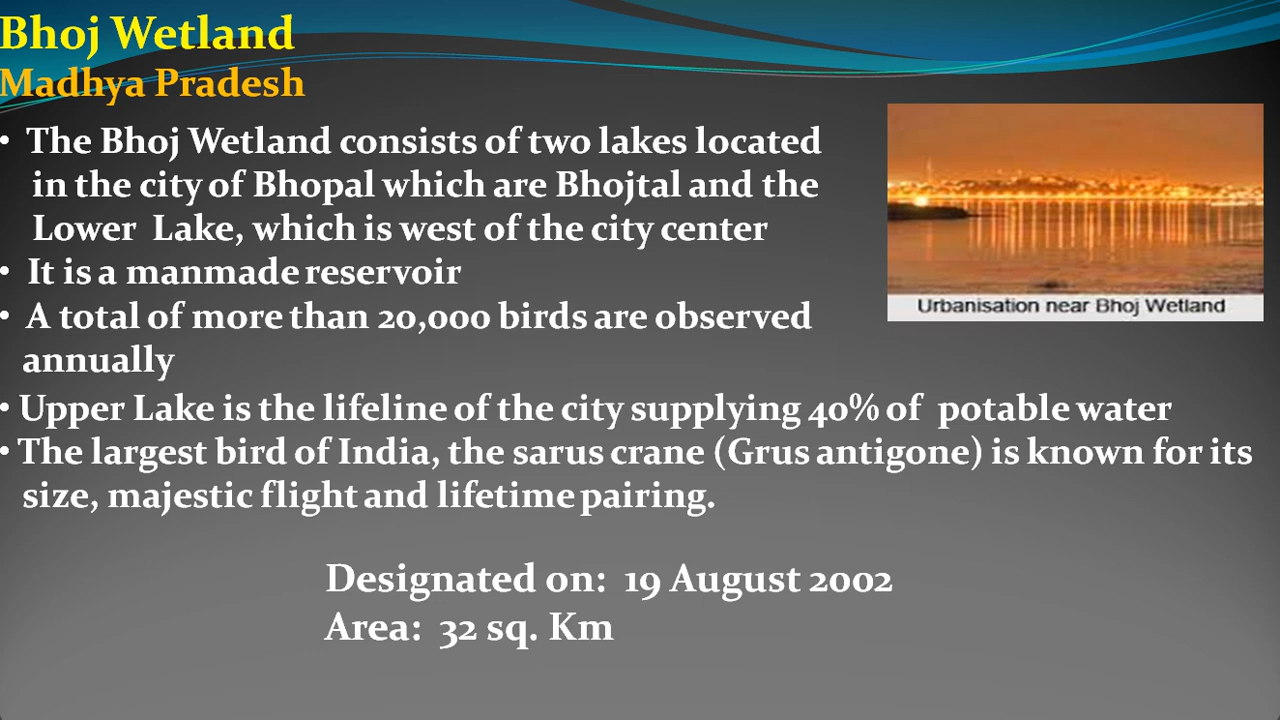 Bhoj Wetland
Madhya Pradesh
• The Bhoj Wetland consists of two lakes located
in the city of Bhopal which are Bhojtal and the
Lower Lake, which is west of the city center
• It is a manmade reservoir
• A total of more than 20,000 birds are observed
annually
Urbanisation near Bhoj Wetland
• Upper Lake is the lifeline of the city supplying 40% of potable water
• The largest bird of India, the sarus crane (Grus antigone) is known for its
size, majestic flight and lifetime pairing.
Designated on: 19 August 2002
Area: 32 sq. Km